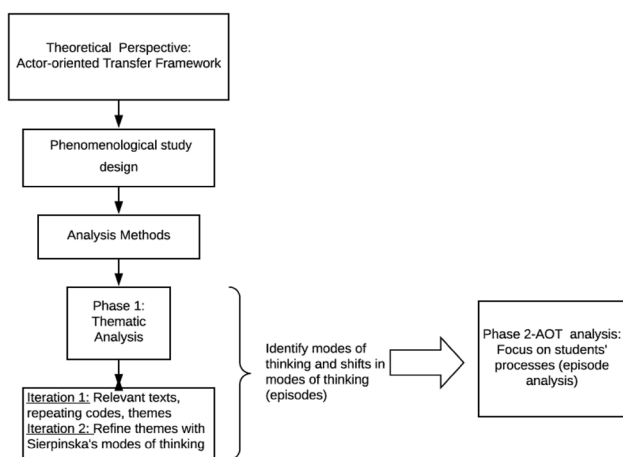 Theoretical Perspective:
Actor-oriented Transfer Framework
Phenomenological study
design
Analysis Methods
Phase 1:
Thematic
Analysis
Iteration 1: Relevant texts,
repeating codes, themes
Iteration 2: Refine themes with
Sierpinska's modes of thinking
Identify modes of
thinking and shifts in
modes of thinking
(episodes)
Phase 2-AOT analysis:
Focus on students'
processes (episode
analysis)